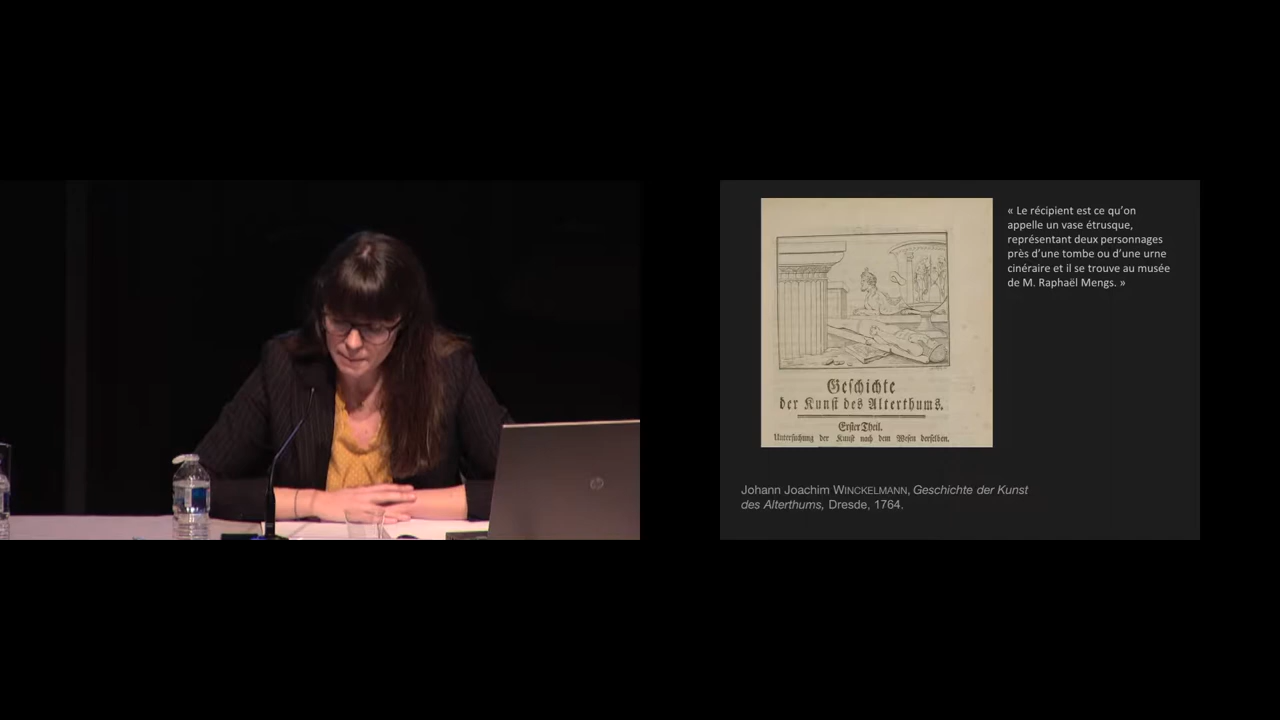 « Le récipient est ce qu'on
appelle un vase étrusque,
représentant deux personnages
près d'une tombe ou d'une urne
cinéraire et il se trouve au musée
de M. Raphaël Mengs. »
Geschichte
der Kunst des Alterthums.
Erster Theil.
Untersuchung der Kunst nach dem Wesen derselben.
Johann Joachim WINCKELMANN, Geschichte der Kunst
des Alterthums, Dresde, 1764.
hp